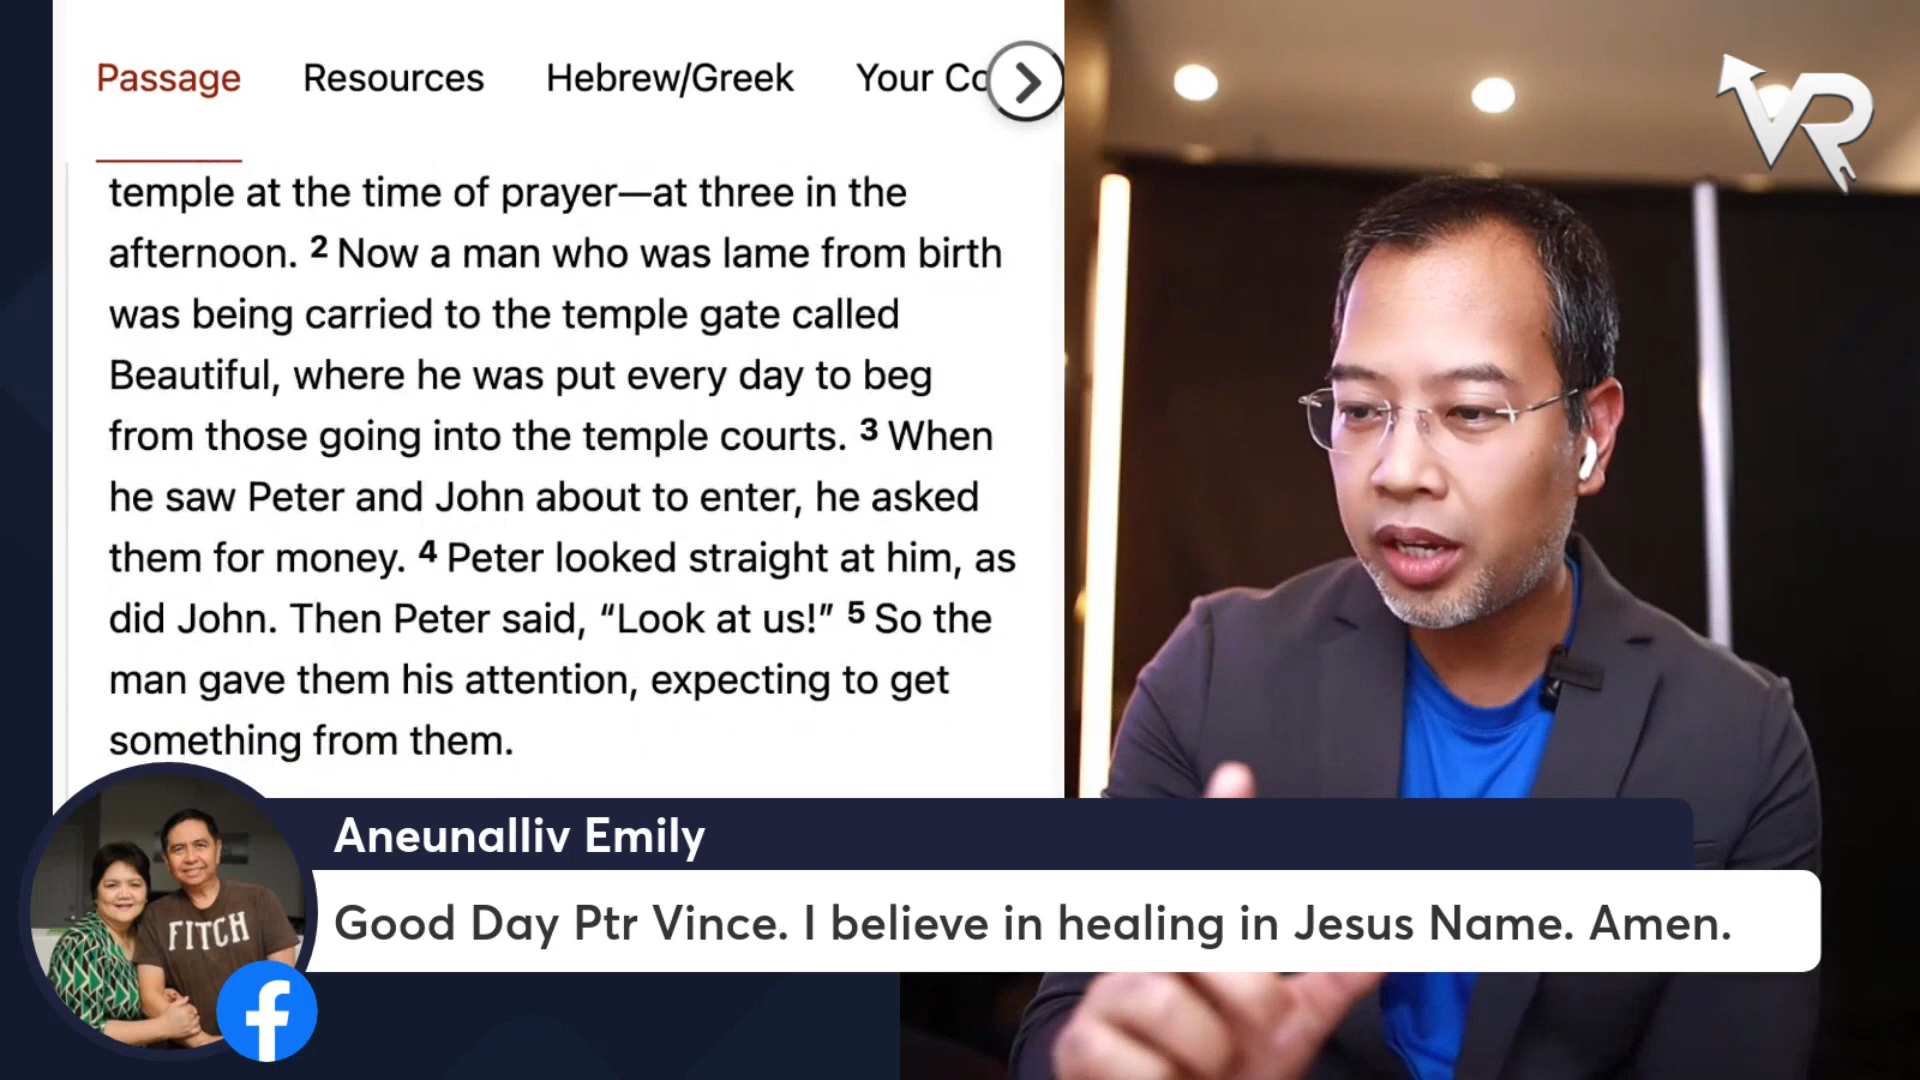 Passage Resources Hebrew/Greek Your Co
VR
temple at the time of prayer—at three in the
afternoon. 2 Now a man who was lame from birth
was being carried to the temple gate called
Beautiful, where he was put every day to beg
from those going into the temple courts. 3 When
he saw Peter and John about to enter, he asked
them for money. 4 Peter looked straight at him, as
did John. Then Peter said, “Look at us!” 5 So the
man gave them his attention, expecting to get
something from them.
Aneunalliv Emily
FITCH
Good Day Ptr Vince. I believe in healing in Jesus Name. Amen.